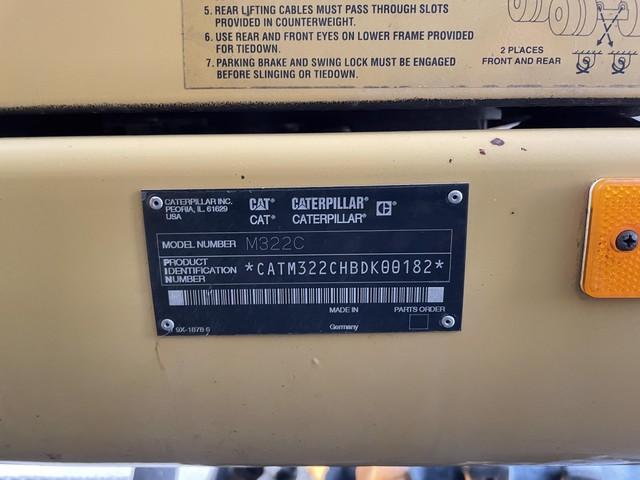 5. REAR LIFTING CABLES MUST PASS THROUGH SLOTS
PROVIDED IN COUNTERWEIGHT.
6. USE REAR AND FRONT EYES ON LOWER FRAME PROVIDED
FOR TIEDOWN.
7. PARKING BRAKE AND SWING LOCK MUST BE ENGAGED
BEFORE SLINGING OR TIEDOWN.
2 PLACES
FRONT AND REAR
CATERPILLAR INC.
PEORIA, IL 61629
USA
CAT® CATERPILLAR®
CAT® CATERPILLAR®
MODEL NUMBER M322C
PRODUCT
IDENTIFICATION
NUMBER
*CATM322CHBDK00182*
MADE IN
Germany
PARTS ORDER
9X-1878 6